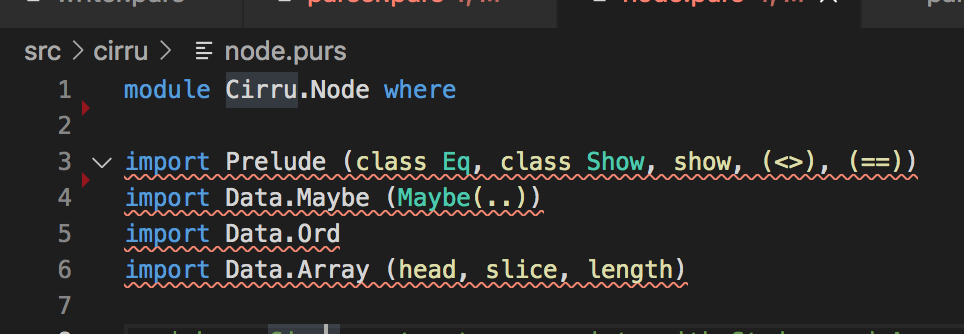 src > cirru > node.purs
1 module Cirru.Node where
2
3 import Prelude (class Eq, class Show, show, (<>), (==))
4 import Data.Maybe (Maybe(..))
5 import Data.Ord
6 import Data.Array (head, slice, length)
7